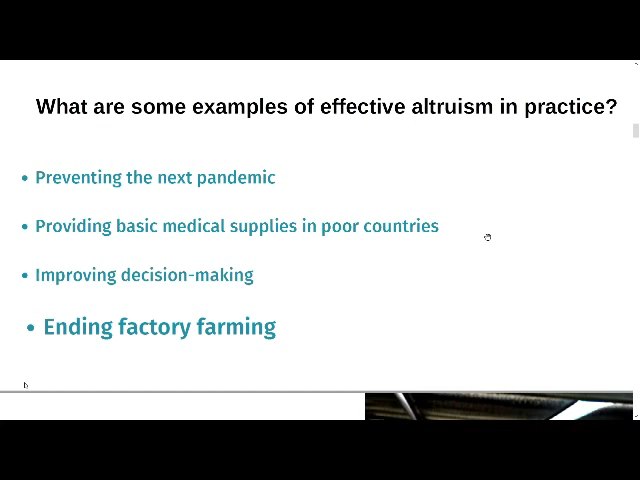 What are some examples of effective altruism in practice?
• Preventing the next pandemic
• Providing basic medical supplies in poor countries
• Improving decision-making
• Ending factory farming